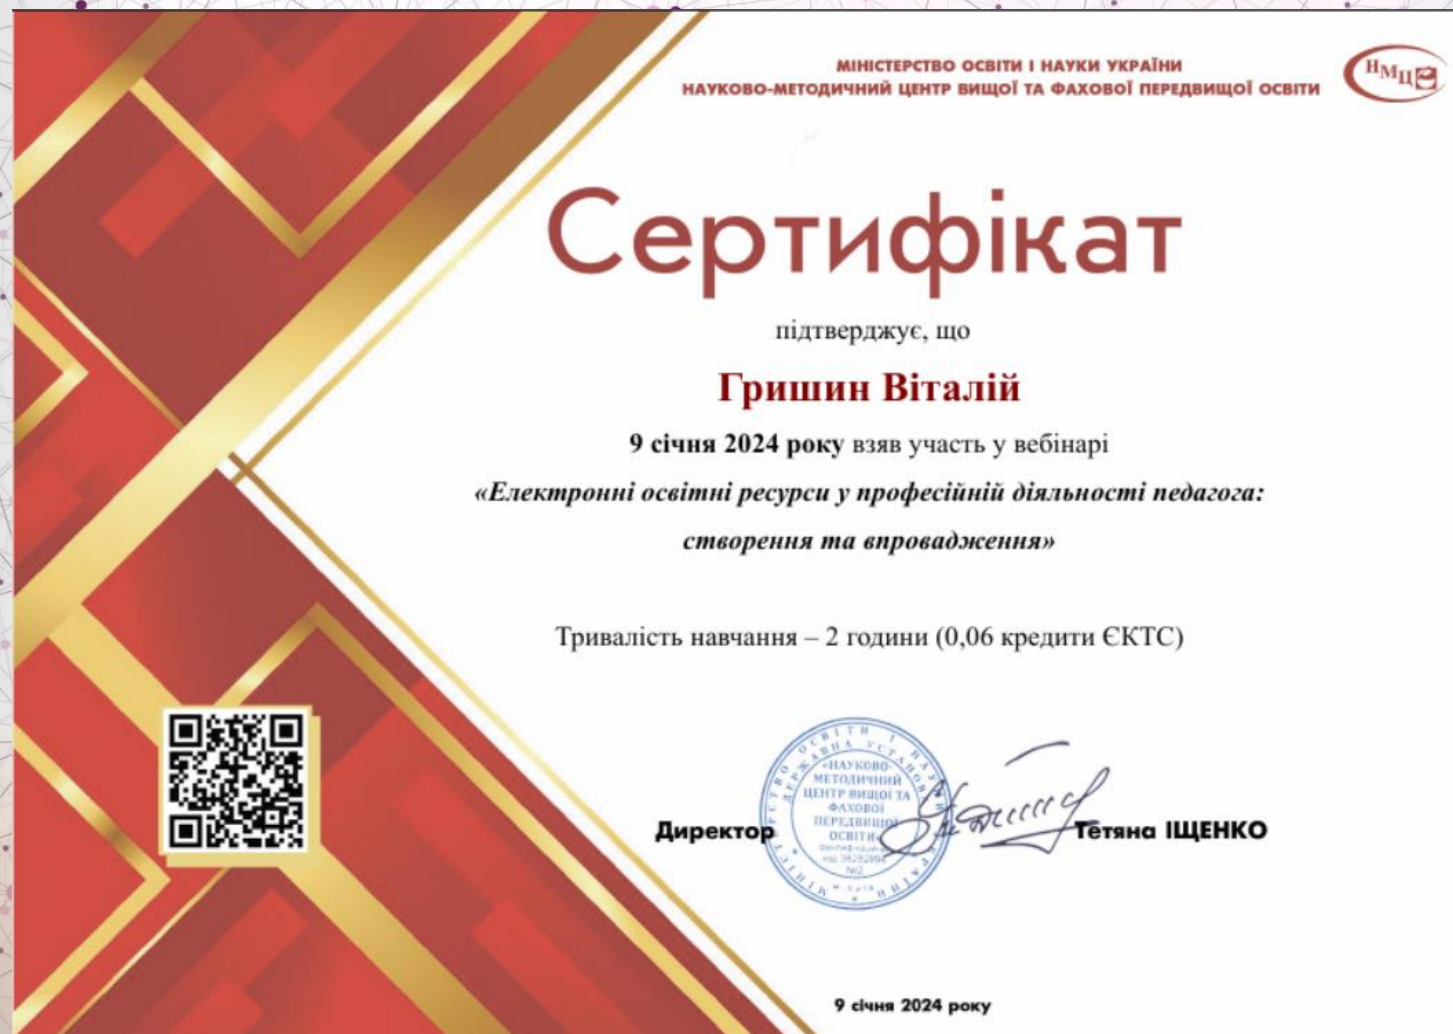 МІНІСТЕРСТВО ОСВІТИ І НАУКИ УКРАЇНИ
НАУКОВО-МЕТОДИЧНИЙ ЦЕНТР ВИЩОЇ ТА ФАХОВОЇ ПЕРЕДВИЩОЇ ОСВІТИ
НМЦ
Сертифікат
підтверджує, що
Гришин Віталій
9 січня 2024 року взяв участь у вебінарі
«Електронні освітні ресурси у професійній діяльності педагога:
створення та впровадження»
Тривалість навчання – 2 години (0,06 кредити ЄКТС)
ДЕРЖАВНА УСТАНОВА
«НАУКОВО-
МЕТОДИЧНИЙ
ЦЕНТР ВИЩОЇ ТА
ФАХОВОЇ
ПЕРЕДВИЩОЇ
ОСВІТИ»
Директор
Тетяна ІЩЕНКО
9 січня 2024 року